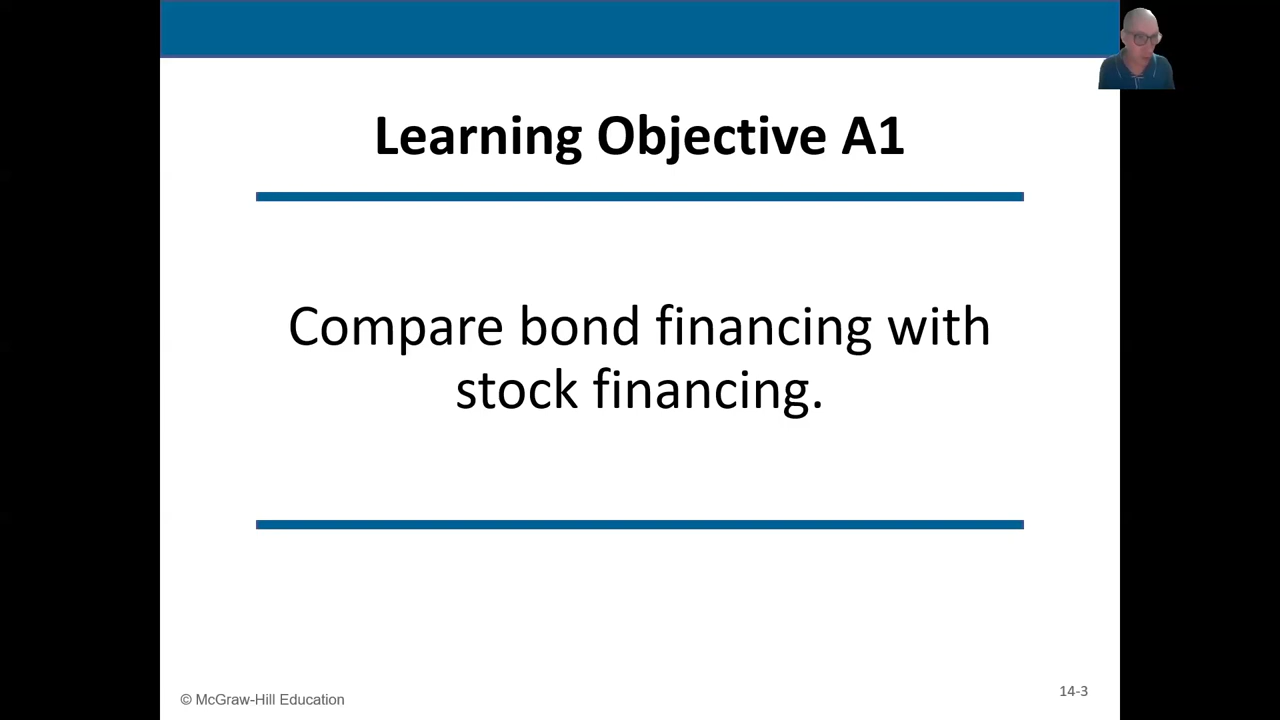 Learning Objective A1
Compare bond financing with
stock financing.
© McGraw-Hill Education
14-3